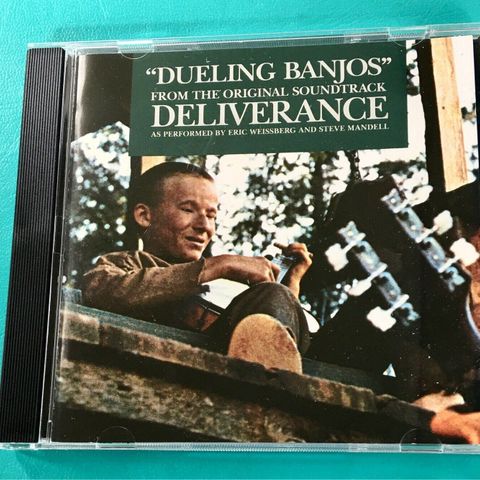 “DUELING BANJOS”
FROM THE ORIGINAL SOUNDTRACK
DELIVERANCE
AS PERFORMED BY ERIC WEISSBERG AND STEVE MANDELL